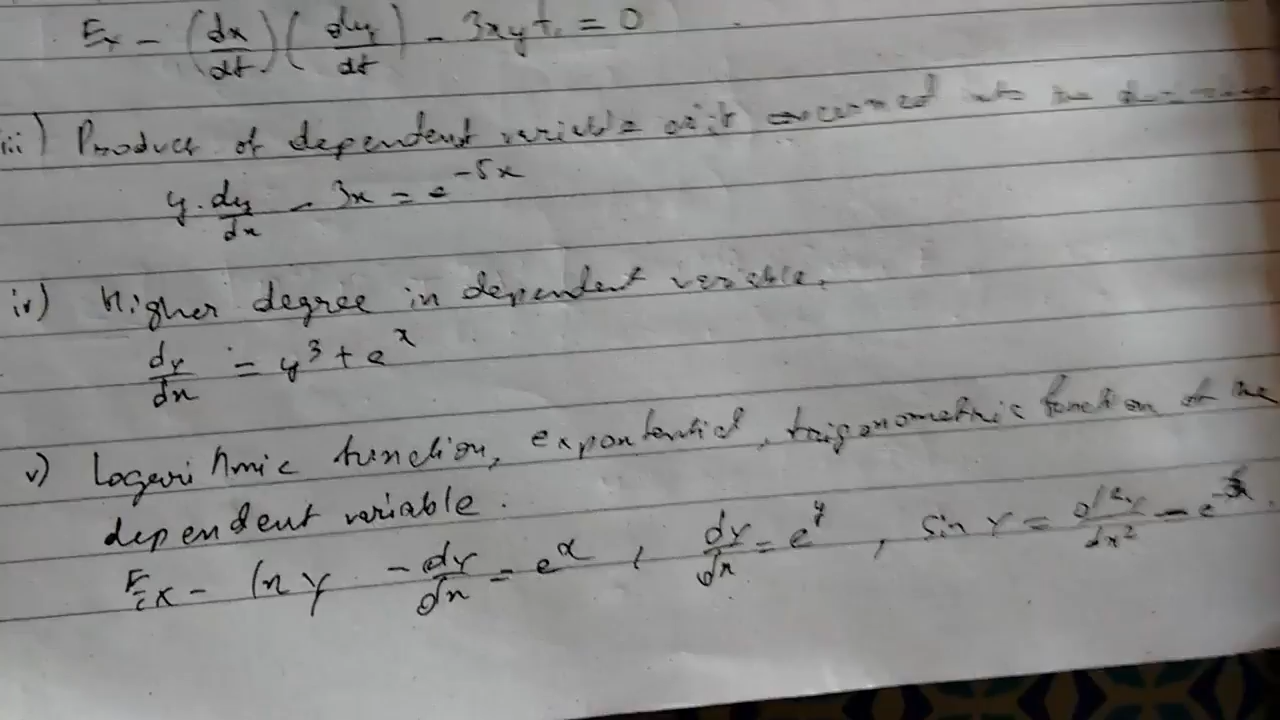 Ex - (dx/dt)(dy/dt) - 3xy = 0
iii) Product of dependent variable
y.dy/dx - 3x = e^-5x
iv) Higher degree in dependent variable.
dy/dx = y^3 + e^x
v) Logarithmic function, exponential, trigonometric function of the
dependent variable.
Ex - ln y - dy/dx = e^x , dy/dx = e^y , sin y = d^2y/dx^2 -